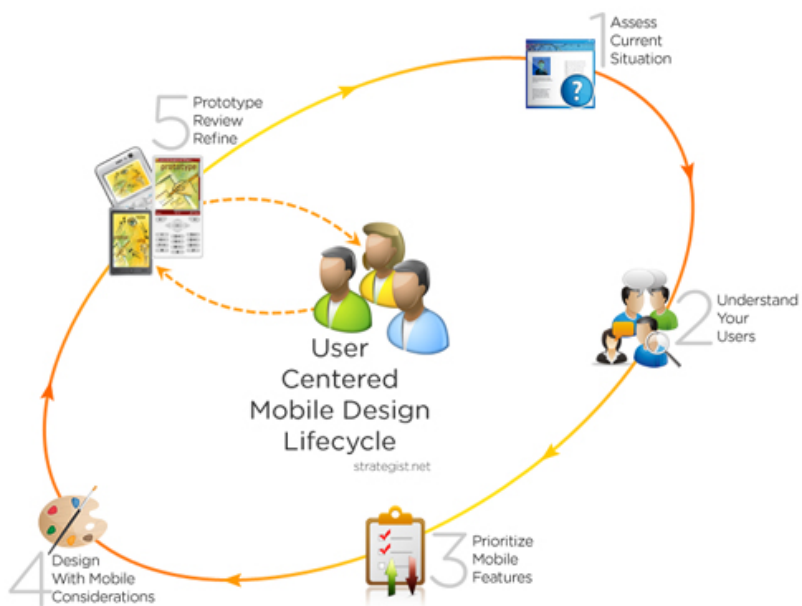 1
Assess
Current
Situation
2
Understand
Your
Users
3
Prioritize
Mobile
Features
4
Design
With Mobile
Considerations
5
Prototype
Review
Refine
prototype
User
Centered
Mobile Design
Lifecycle
strategist.net